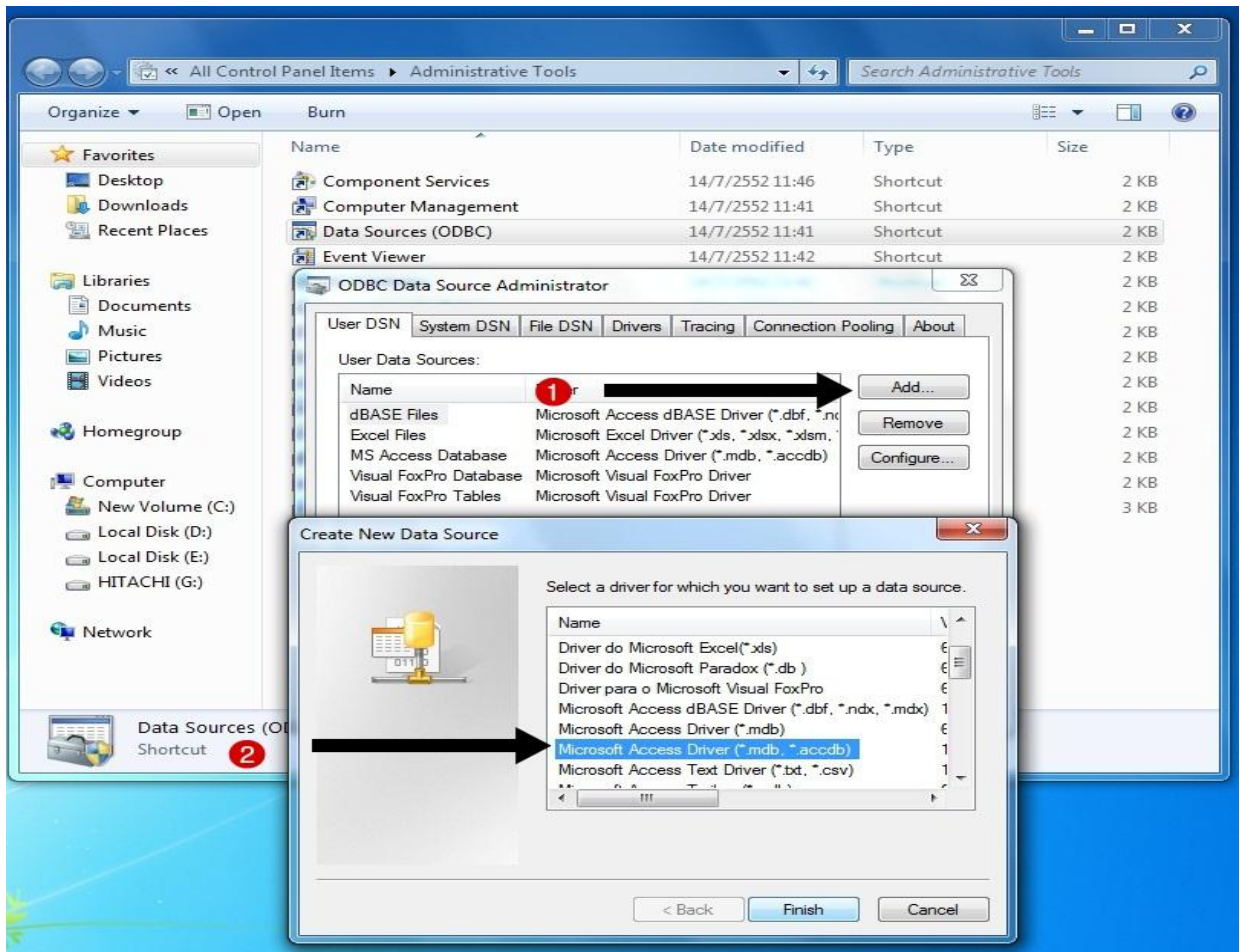 « All Control Panel Items ▸ Administrative Tools
Search Administrative Tools
Organize ▾ Open Burn
Favorites
Desktop
Downloads
Recent Places
Libraries
Documents
Music
Pictures
Videos
Homegroup
Computer
New Volume (C:)
Local Disk (D:)
Local Disk (E:)
HITACHI (G:)
Network
Name Date modified Type Size
Component Services 14/7/2552 11:46 Shortcut 2 KB
Computer Management 14/7/2552 11:41 Shortcut 2 KB
Data Sources (ODBC) 14/7/2552 11:41 Shortcut 2 KB
Event Viewer 14/7/2552 11:42 Shortcut 2 KB
2 KB
2 KB
2 KB
2 KB
2 KB
2 KB
2 KB
2 KB
2 KB
3 KB
ODBC Data Source Administrator
User DSN System DSN File DSN Drivers Tracing Connection Pooling About
User Data Sources:
Name
1
Add...
dBASE Files Microsoft Access dBASE Driver (*.dbf,
Excel Files Microsoft Excel Driver (*.xls, *.xlsx, *.xlsm,
MS Access Database Microsoft Access Driver (*.mdb, *.accdb)
Visual FoxPro Database Microsoft Visual FoxPro Driver
Visual FoxPro Tables Microsoft Visual FoxPro Driver
Remove
Configure...
Create New Data Source
Select a driver for which you want to set up a data source.
Name
Driver do Microsoft Excel(*.xls)
Driver do Microsoft Paradox (*.db )
Driver para o Microsoft Visual FoxPro
Microsoft Access dBASE Driver (*.dbf, *.ndx, *.mdx)
Microsoft Access Driver (*.mdb)
Microsoft Access Driver (*.mdb, *.accdb)
Microsoft Access Text Driver (*.txt, *.csv)
< Back Finish Cancel
Data Sources
Shortcut
2